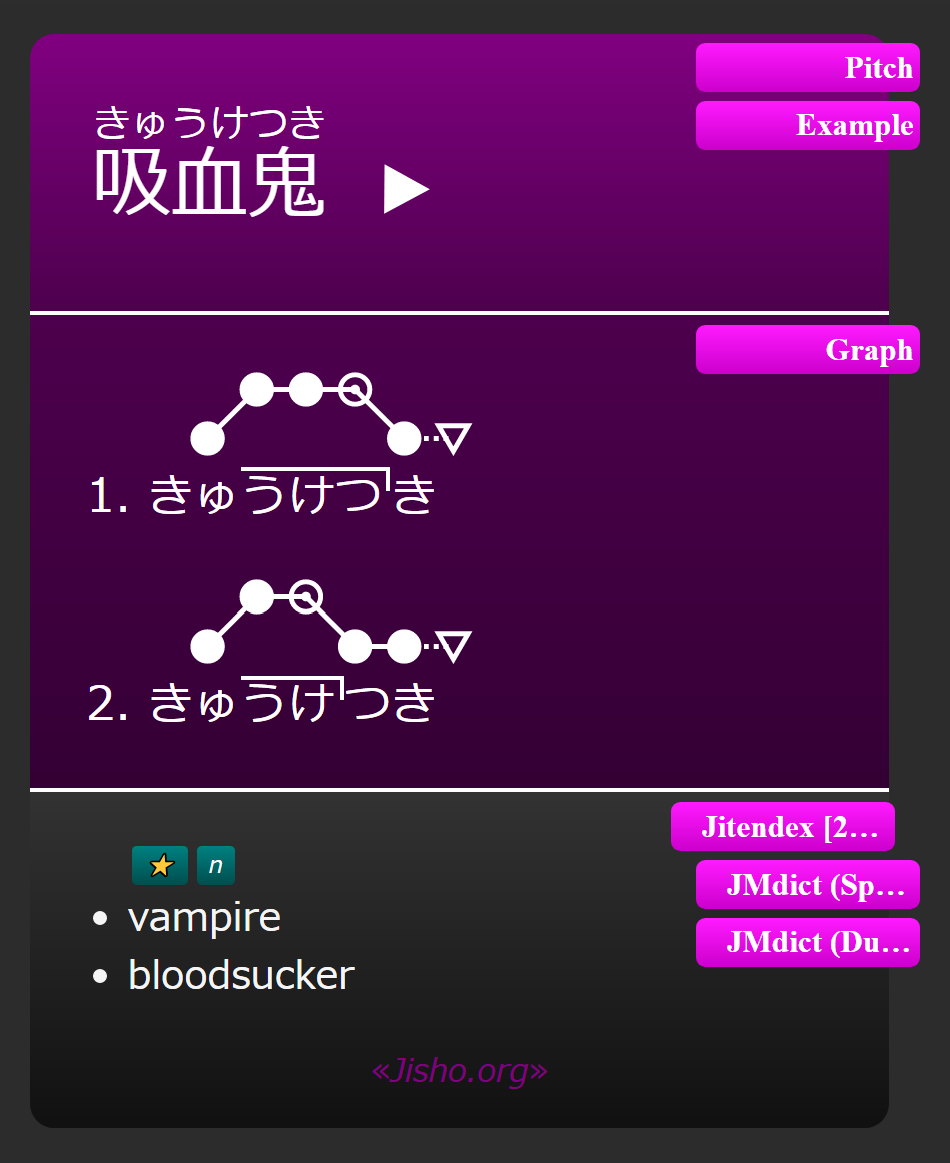 Pitch
Example
きゅうけつき
吸血鬼
Graph
1. きゅうけつき
2. きゅうけつき
Jitendex [2…
JMdict (Sp…
JMdict (Du…
n
vampire
bloodsucker
«Jisho.org»